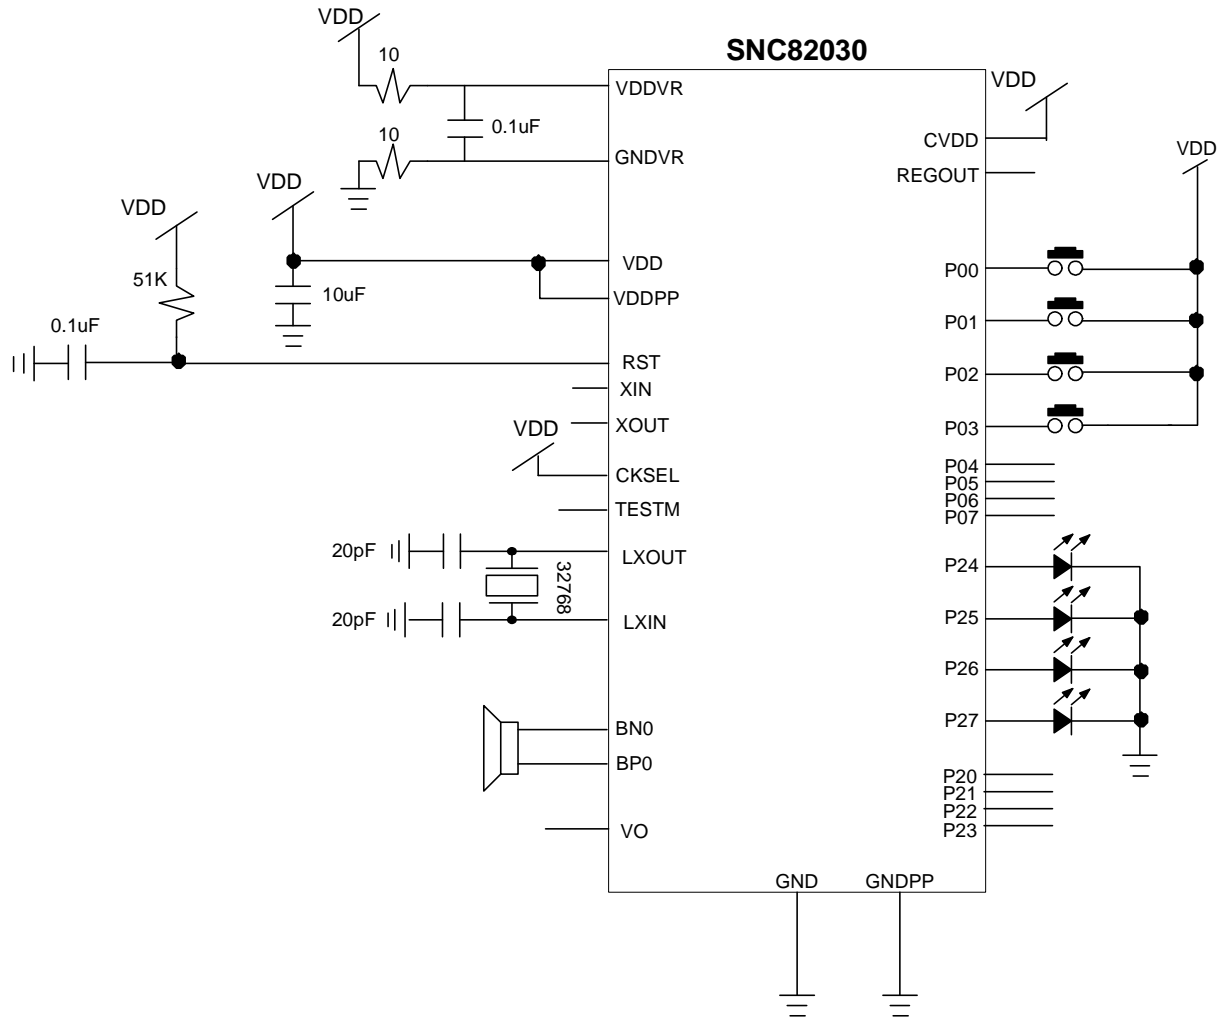 SNC82030
VDD
10
VDDVR
0.1uF
10
GNDVR
VDD
VDD
51K
10uF
VDD
VDDPP
0.1uF
RST
XIN
XOUT
VDD
CKSEL
TESTM
20pF
LXOUT
32768
20pF
LXIN
BN0
BP0
VO
GND
GNDPP
VDD
CVDD
REGOUT
VDD
P00
P01
P02
P03
P04
P05
P06
P07
P24
P25
P26
P27
P20
P21
P22
P23